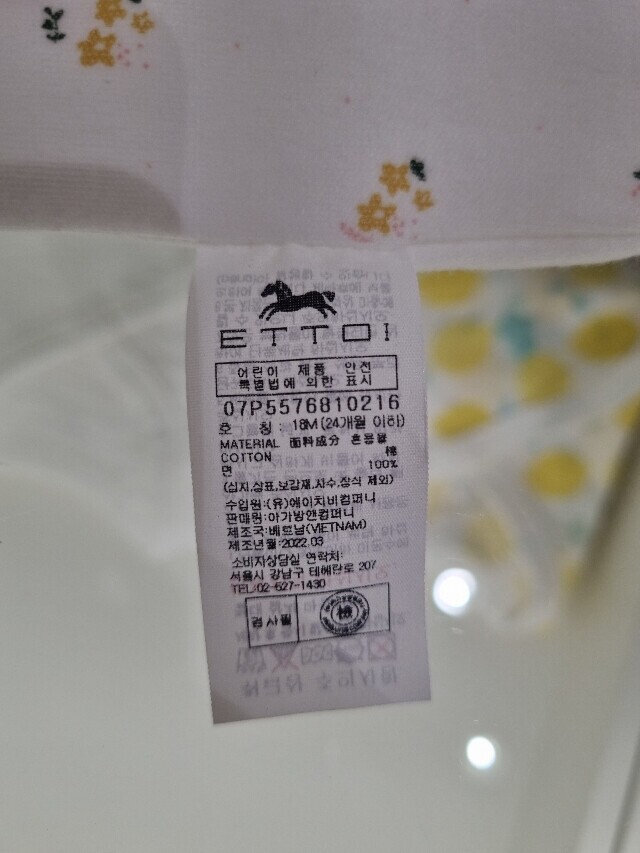 ETTOI
어린이 제품 안전
특별법에 의한 표시
07P5576810216
호 칭 : 18M (24개월 이하)
MATERIAL 面料成分 혼용률
COTTON 棉
면 100%
(심지,상표,보강재,자수,장식 제외)
수입원:(유)에이치비컴퍼니
판매원:아가방앤컴퍼니
제조국:베트남(VIETNAM)
제조년월:2022.03
소비자상담실 연락처:
서울시 강남구 테헤란로 207
TEL: 02-527-1430
검사필